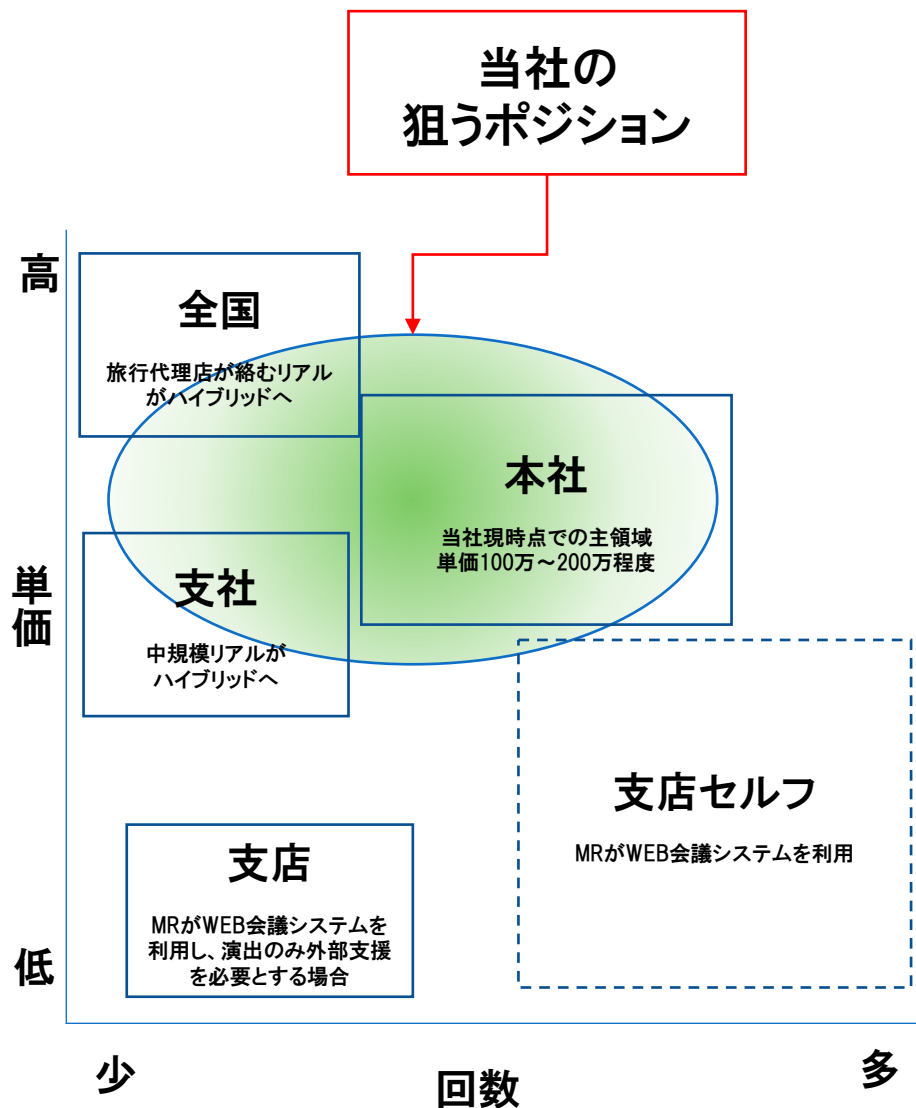 当社の
狙うポジション
高
全国
旅行代理店が絡むリアル
がハイブリッドへ
本社
当社現時点での主領域
単価100万～200万程度
単価
支社
中規模リアルが
ハイブリッドへ
支店セルフ
MRがWEB会議システムを利用
支店
MRがWEB会議システムを
利用し、演出のみ外部支援
を必要とする場合
低
少
回数
多